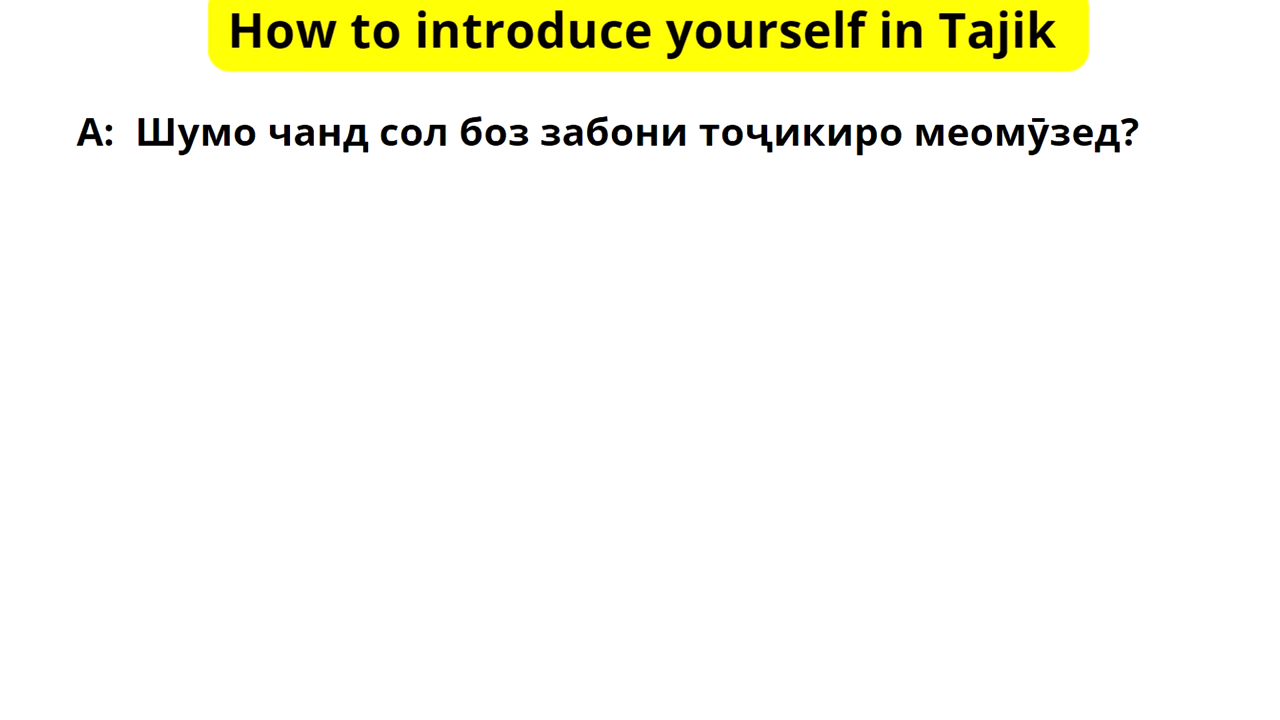 How to introduce yourself in Tajik
А: Шумо чанд сол боз забони тоҷикиро меомӯзед?